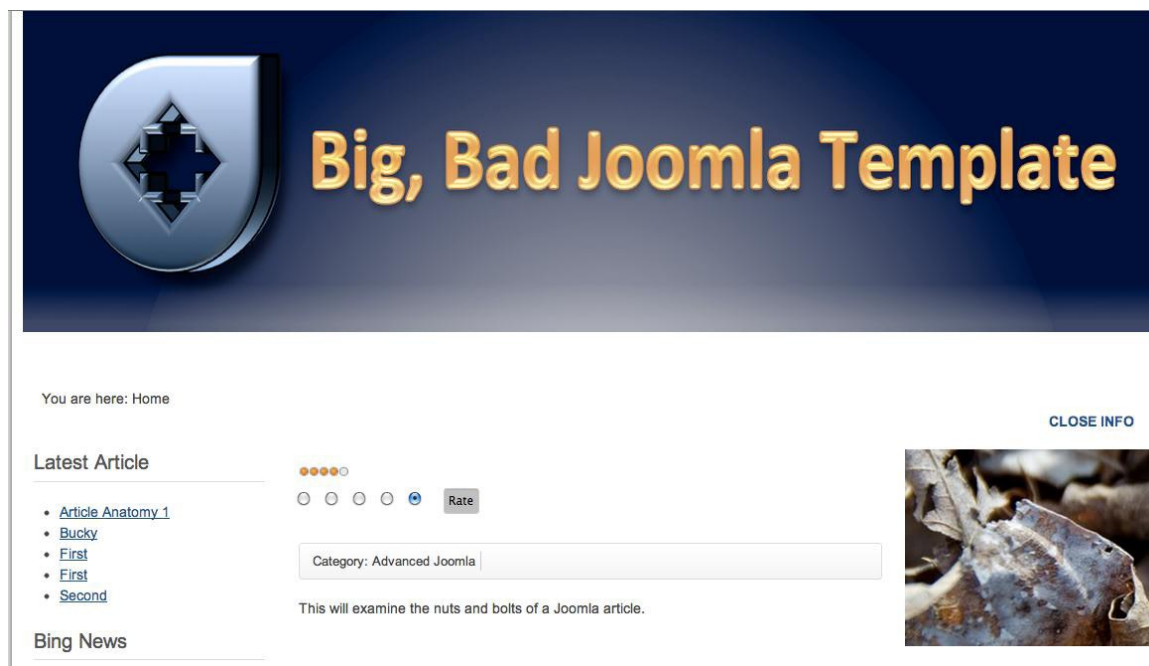 Big, Bad Joomla Template
You are here: Home
CLOSE INFO
Latest Article
Article Anatomy 1
Bucky
First
First
Second
Bing News
Rate
Category: Advanced Joomla
This will examine the nuts and bolts of a Joomla article.